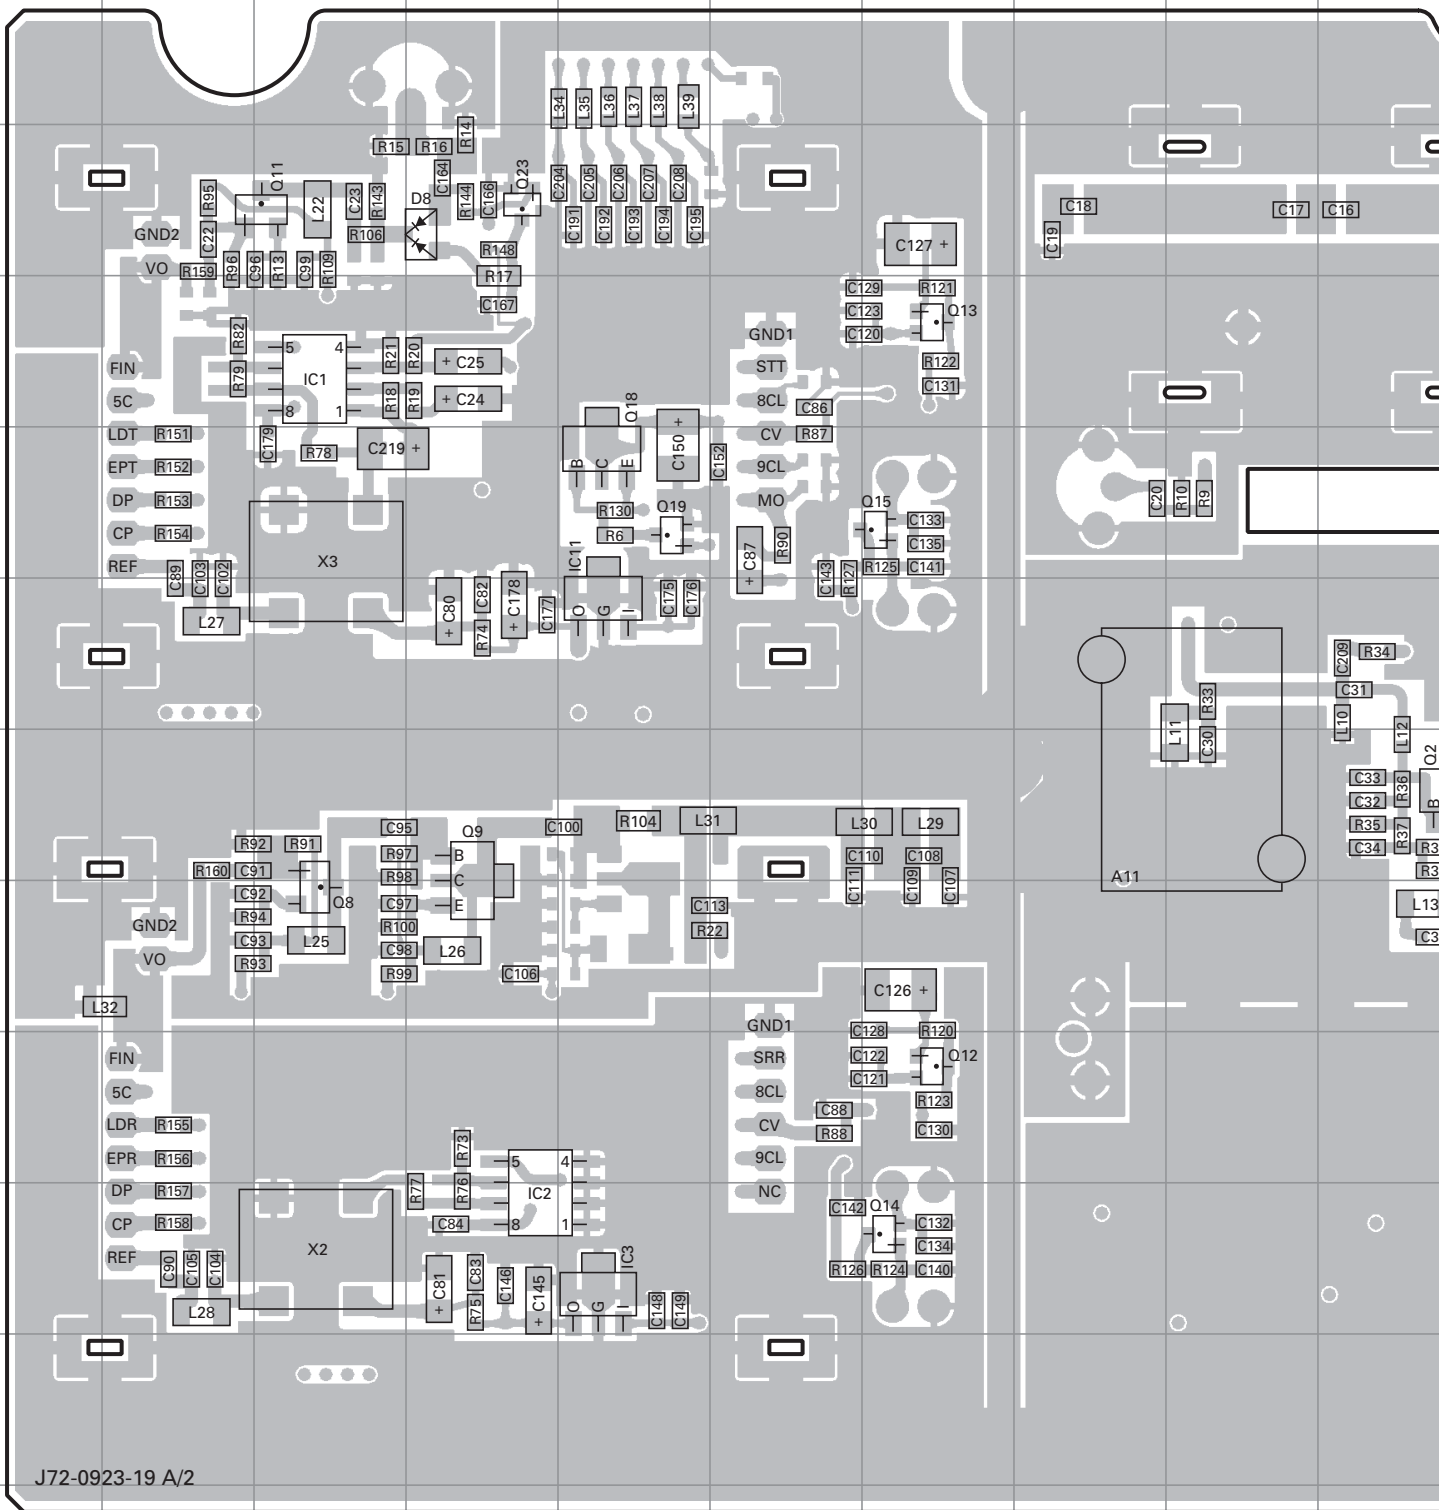 L34 L35 L36 L37 L38 L39
R14
R15 R16
C164
Q11
Q23
R95 L22 C23 R143 D8 R144 C166
C204 C205 C206 C207 C208
C191 C192 C193 C194 C195
C18 C17 C16
C19
GND2 C22 R106
C127 +
R148
VO R159 R96 C96 R13 C99 R109
R17
C129 R121
C167
C123 Q13
C120
R82
GND1
5 4 R21 R20 + C25
FIN R79 IC1
STT
R122
C131
5C 8 1 R18 R19 + C24
8CL C86
Q18
LDT R151 C179 R78 C219 +
C150 + C152
CV R87
EPT R152
B C E
9CL
DP R153
R130 Q19
MO
Q15 C133
C20 R10 R9
CP R154
R6
C87 + R90
C135
X3
IC11
REF C89 C103 C102
C143 R127 R125 C141
L27
C80 + C82 C178 + C177 O G I C175 C176
R74
C209 R34
C31
R33
L11 C30
L10 L12
Q2
C33 R36 B
C32
R35 R37
C34 R3
R3
A11
L13
C3
C95 Q9 C100 R104 L31 L30 L29
R92 R91
R97 B
C110 C108
R160 C91
R98 C
C111 C109 C107
C92 Q8
C97 E
C113
R94
R100
R22
GND2
C93 L25
C98 L26
VO R93
R99
C106
L32
C126 +
GND1 C128 R120
FIN
SRR C122 Q12
C121
5C
8CL
R123
C88
LDR R155
CV R88 C130
R73
EPR R156
5 4
9CL
DP R157
R77 R76 IC2
NC
C142 Q14
CP R158
C84 8 1
C132
C134
X2
REF C90 C105 C104
IC3
R126 R124 C140
C81 + C83 C146 C145 + O G I C148 C149
R75
L28
J72-0923-19 A/2